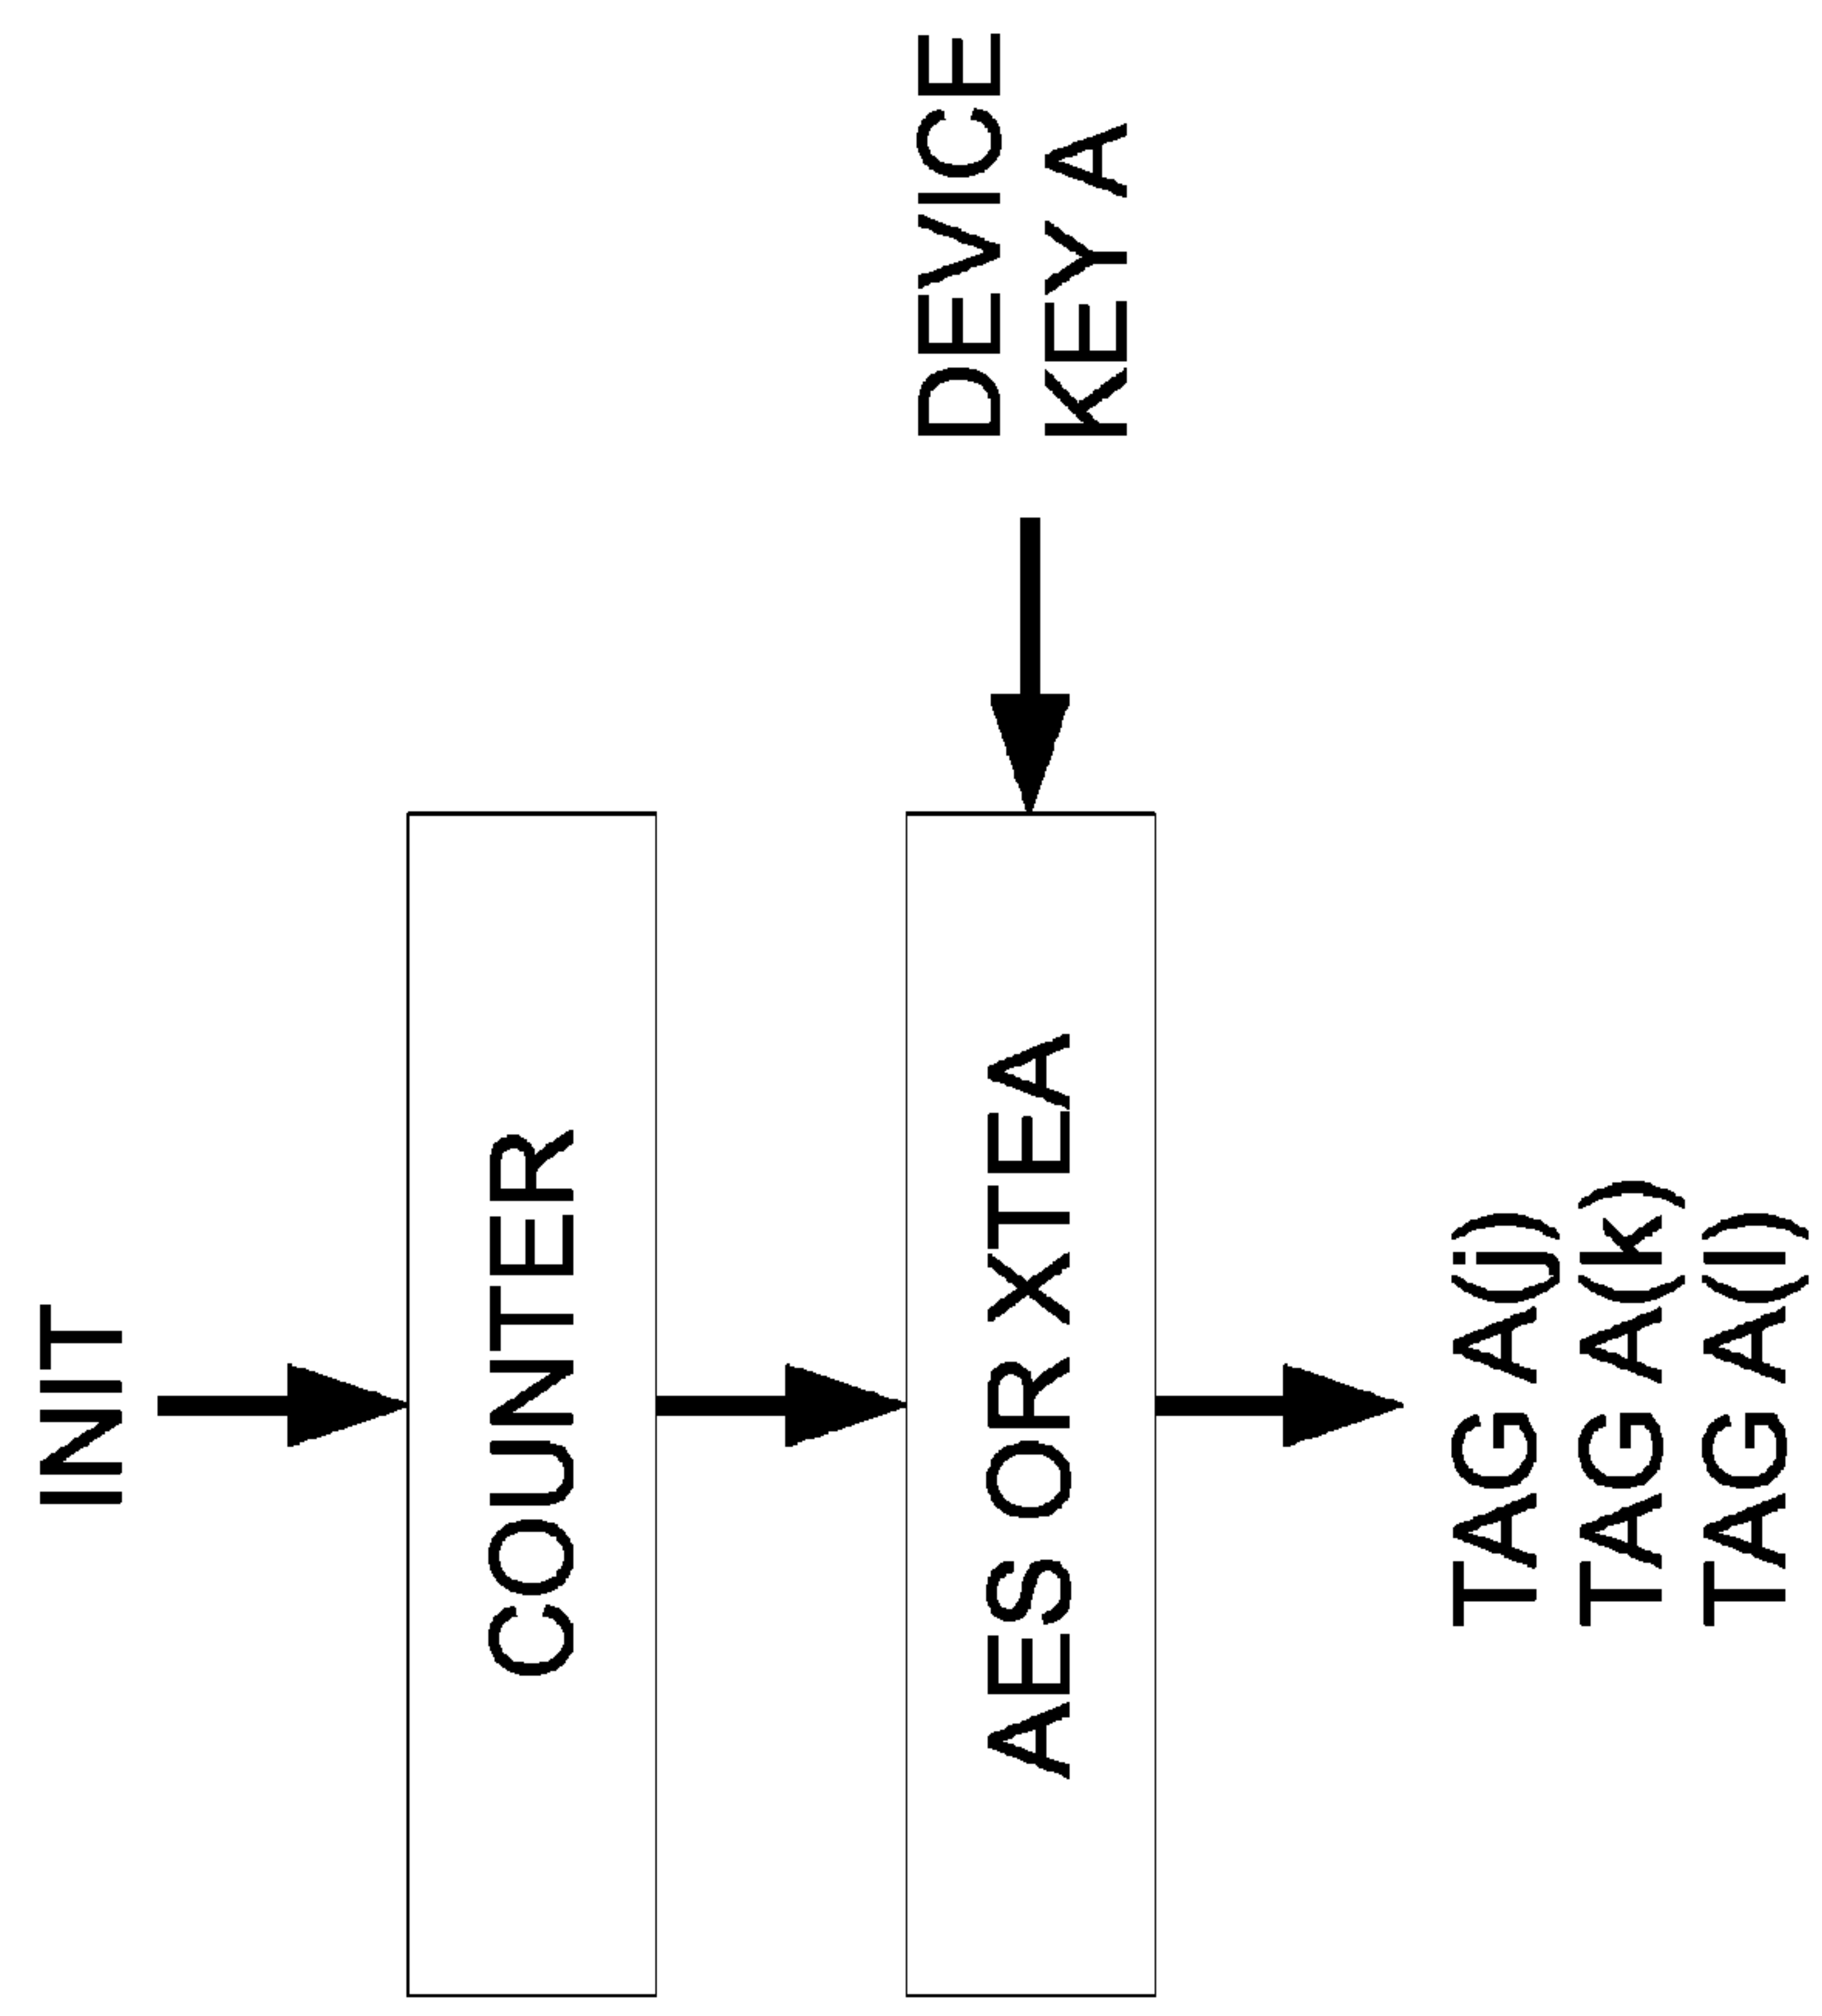 INIT
COUNTER
AES OR XTEA
DEVICE
KEY A
TAG A(j)
TAG A(k)
TAG A(l)